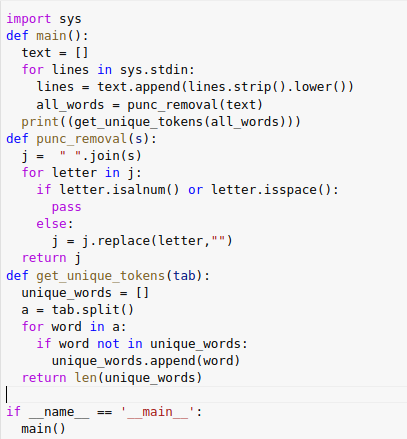 import sys
def main():
  text = []
  for lines in sys.stdin:
    lines = text.append(lines.strip().lower())
    all_words = punc_removal(text)
  print((get_unique_tokens(all_words)))
def punc_removal(s):
  j =  " ".join(s)
  for letter in j:
    if letter.isalnum() or letter.isspace():
      pass
    else:
      j = j.replace(letter,"")
  return j
def get_unique_tokens(tab):
  unique_words = []
  a = tab.split()
  for word in a:
    if word not in unique_words:
      unique_words.append(word)
  return len(unique_words)

if __name__ == '__main__':
  main()